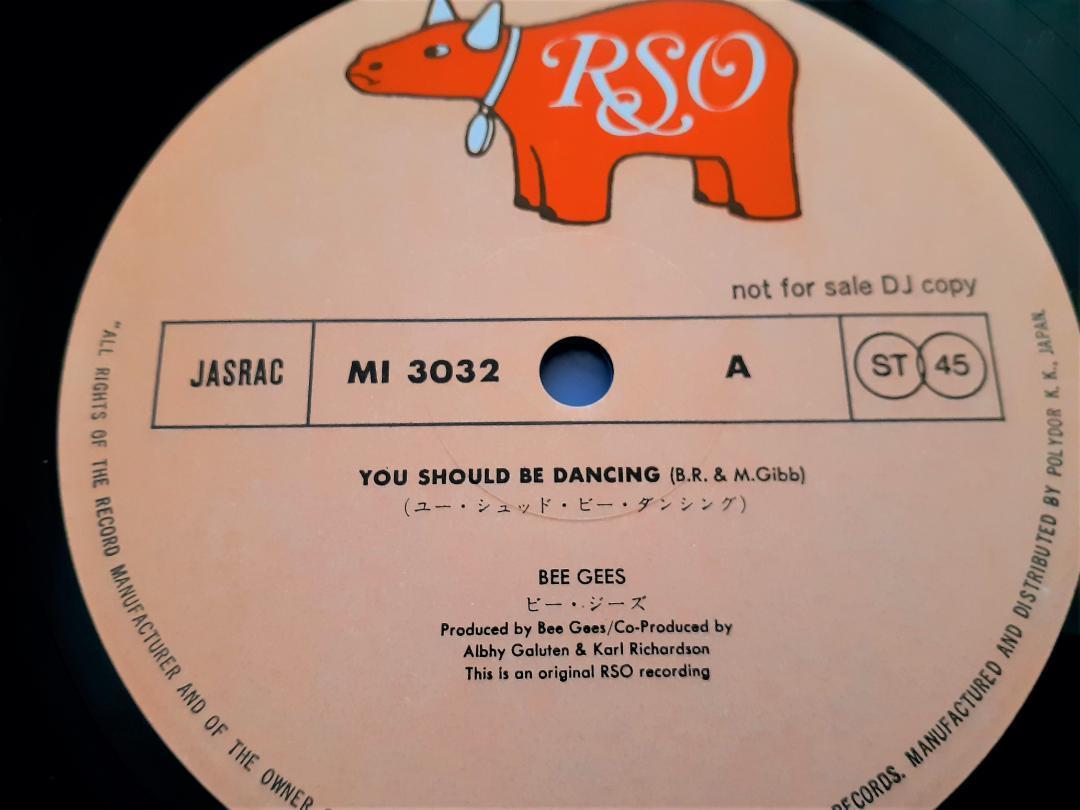 RSO
not for sale DJ copy
JASRAC
MI 3032
A
ST 45
YOU SHOULD BE DANCING (B.R. & M.Gibb)
(ユー・シュッド・ビー・ダンシング)
BEE GEES
ビー・ジーズ
Produced by Bee Gees/Co-Produced by
Albhy Galuten & Karl Richardson
This is an original RSO recording
"ALL RIGHTS OF THE RECORD MANUFACTURER AND OF THE OWNER
RECORDS. MANUFACTURED AND DISTRIBUTED BY POLYDOR K. K., JAPAN.